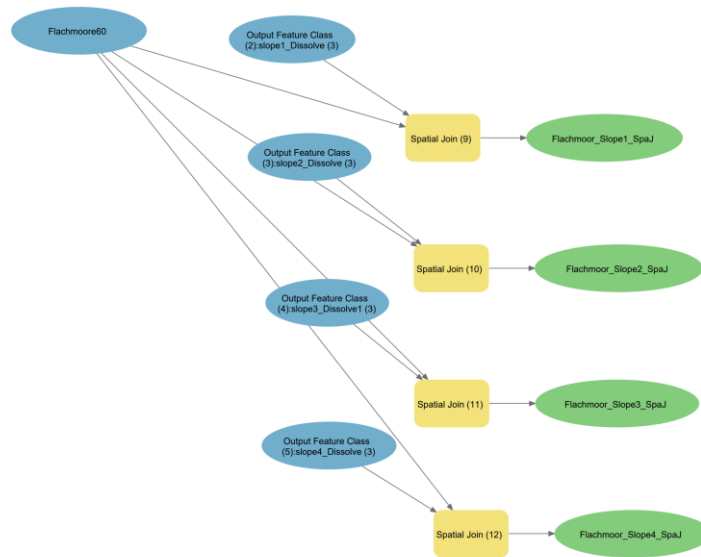 Flachmoore60
Output Feature Class
(2):slope1_Dissolve (3)
Spatial Join (9)
Flachmoor_Slope1_SpaJ
Output Feature Class
(3):slope2_Dissolve (3)
Spatial Join (10)
Flachmoor_Slope2_SpaJ
Output Feature Class
(4):slope3_Dissolve1 (3)
Spatial Join (11)
Flachmoor_Slope3_SpaJ
Output Feature Class
(5):slope4_Dissolve (3)
Spatial Join (12)
Flachmoor_Slope4_SpaJ